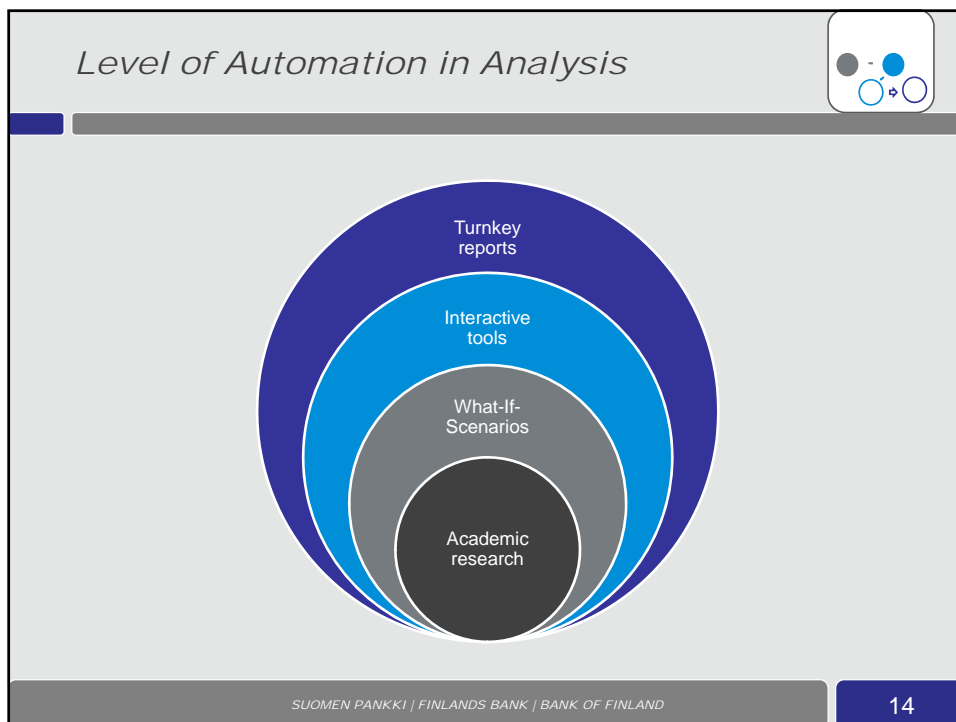 Level of Automation in Analysis
Turnkey
reports
Interactive
tools
What-If-
Scenarios
Academic
research
SUOMEN PANKKI | FINLANDS BANK | BANK OF FINLAND
14